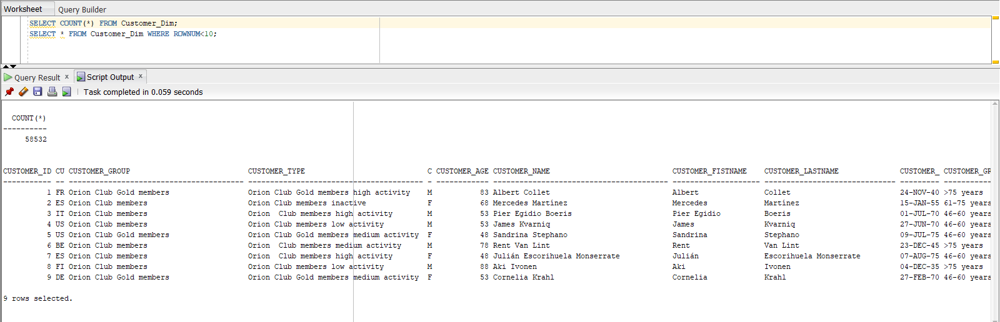 Worksheet Query Builder
SELECT COUNT(*) FROM Customer_Dim;
SELECT * FROM Customer_Dim WHERE ROWNUM<10;
Query Result x Script Output x
Task completed in 0.059 seconds
COUNT(*)
----------
58532
CUSTOMER_ID CU CUSTOMER_GROUP CUSTOMER_TYPE C CUSTOMER_AGE CUSTOMER_NAME CUSTOMER_FISTNAME CUSTOMER_LASTNAME CUSTOMER_ CUSTOMER_GR
----------- -- ---------------------------------------- ---------------------------------------- - ------------ ---------------------------------------- -------------------- ------------------------------ --------- -----------
1 FR Orion Club Gold members Orion Club Gold members high activity M 83 Albert Collet Albert Collet 24-NOV-40 >75 years
2 ES Orion Club members Orion Club members inactive F 68 Mercedes Martínez Mercedes Martínez 15-JAN-55 61-75 years
3 IT Orion Club members Orion  Club members high activity M 53 Pier Egidio Boeris Pier Egidio Boeris 01-JUL-70 46-60 years
4 US Orion Club members Orion Club members low activity M 53 James Kvarniq James Kvarniq 27-JUN-70 46-60 years
5 US Orion Club Gold members Orion Club Gold members medium activity F 48 Sandrina Stephano Sandrina Stephano 09-JUL-75 46-60 years
6 BE Orion Club members Orion  Club members medium activity M 78 Rent Van Lint Rent Van Lint 23-DEC-45 >75 years
7 ES Orion Club members Orion  Club members high activity F 48 Julián Escorihuela Monserrate Julián Escorihuela Monserrate 07-AUG-75 46-60 years
8 FI Orion Club members Orion Club members low activity M 88 Aki Ivonen Aki Ivonen 04-DEC-35 >75 years
9 DE Orion Club Gold members Orion Club Gold members medium activity F 53 Cornelia Krahl Cornelia Krahl 27-FEB-70 46-60 years
9 rows selected.